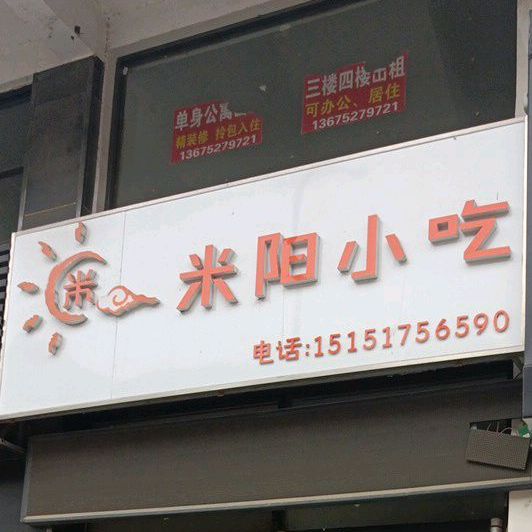 单身公寓
精装修 拎包入住
13675279721
三楼四楼出租
可办公、居住
13675279721
米
米阳小吃
电话:15151756590